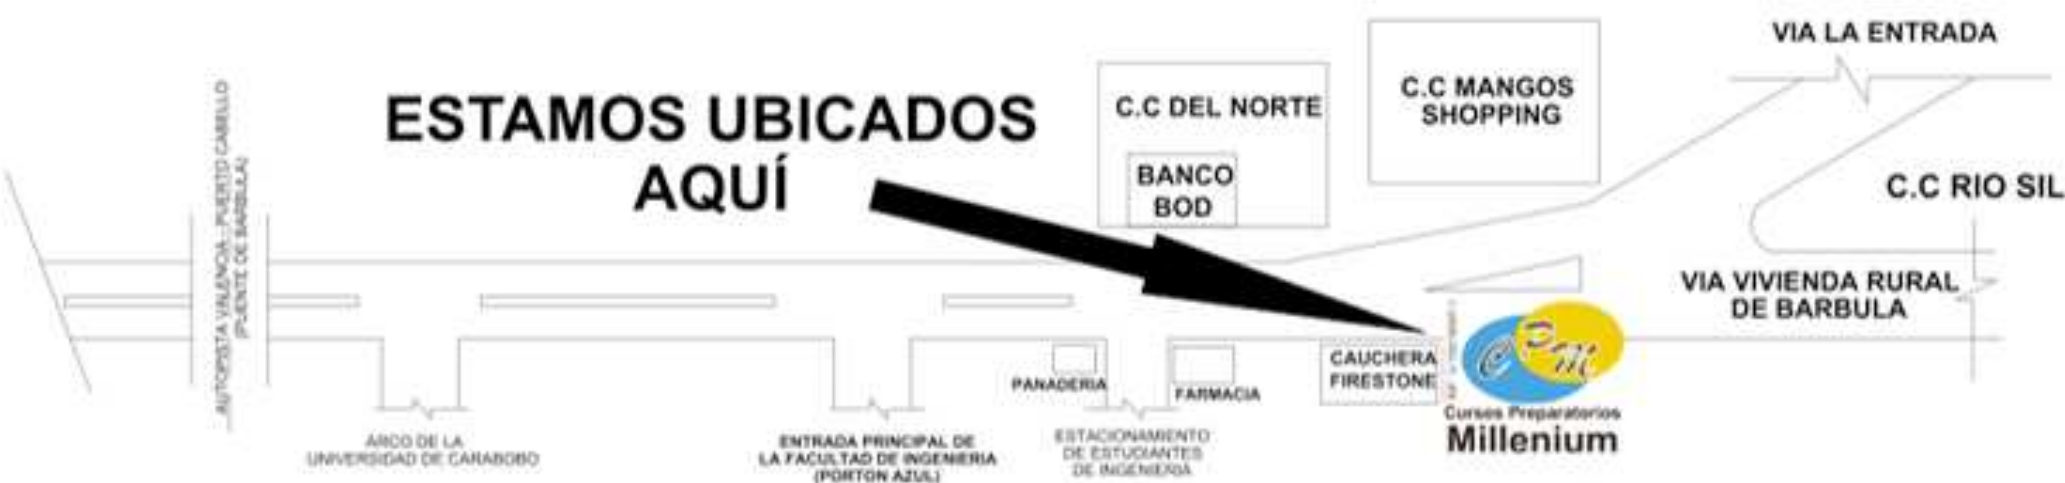 VIA LA ENTRADA
C.C MANGOS
SHOPPING
C.C DEL NORTE
BANCO
BOD
ESTAMOS UBICADOS
AQUÍ
C.C RIO SIL
AUTOPISTA VALENCIA - PUERTO CABELLO
(PUENTE DE BARBULA)
VIA VIVIENDA RURAL
DE BARBULA
PANADERIA
FARMACIA
CAUCHERA
FIRESTONE
CPM
Cursos Preparatorios
Millenium
ARCO DE LA
UNIVERSIDAD DE CARABOBO
ENTRADA PRINCIPAL DE
LA FACULTAD DE INGENIERIA
(PORTON AZUL)
ESTACIONAMIENTO
DE ESTUDIANTES
DE INGENIERIA